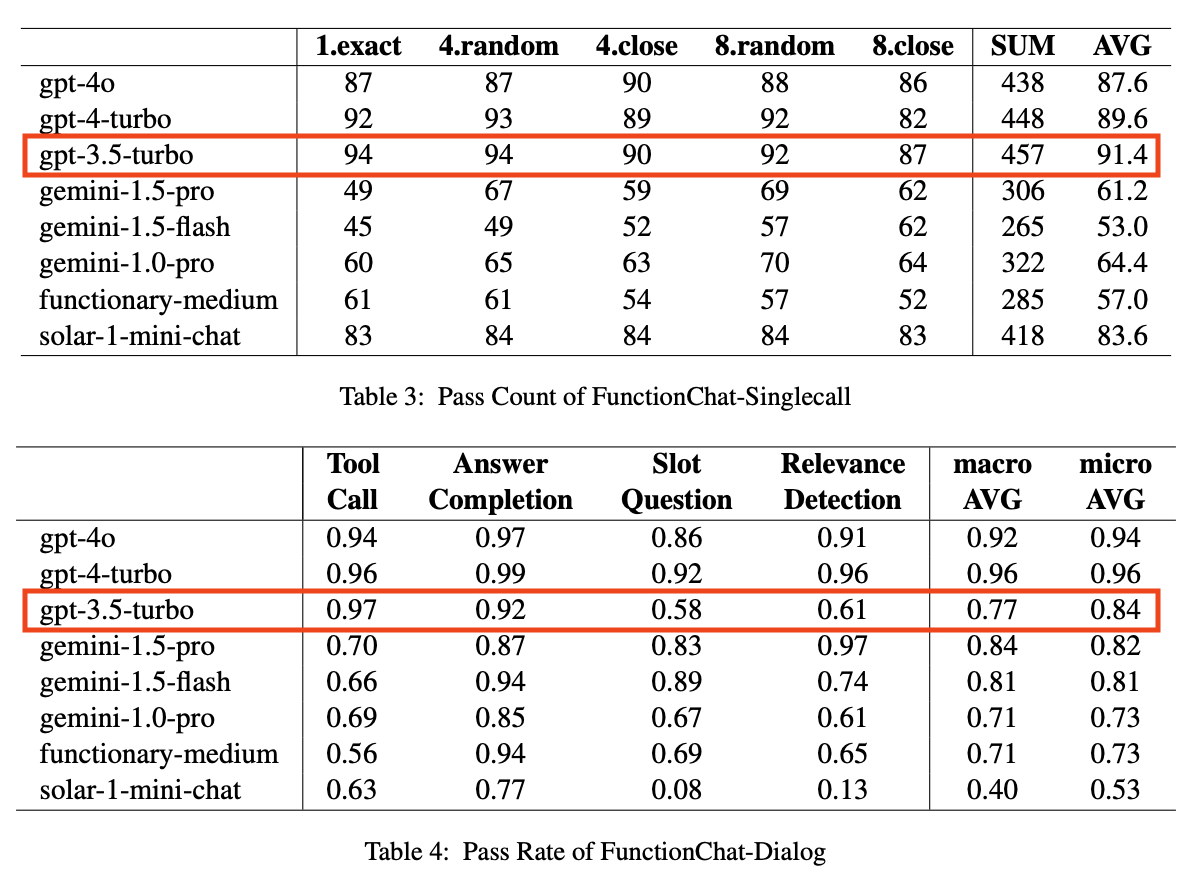 1.exact 4.random 4.close 8.random 8.close SUM AVG
gpt-4o 87 87 90 88 86 438 87.6
gpt-4-turbo 92 93 89 92 82 448 89.6
gpt-3.5-turbo 94 94 90 92 87 457 91.4
gemini-1.5-pro 49 67 59 69 62 306 61.2
gemini-1.5-flash 45 49 52 57 62 265 53.0
gemini-1.0-pro 60 65 63 70 64 322 64.4
functionary-medium 61 61 54 57 52 285 57.0
solar-1-mini-chat 83 84 84 84 83 418 83.6
Table 3: Pass Count of FunctionChat-Singlecall
Tool Answer Slot Relevance macro micro
Call Completion Question Detection AVG AVG
gpt-4o 0.94 0.97 0.86 0.91 0.92 0.94
gpt-4-turbo 0.96 0.99 0.92 0.96 0.96 0.96
gpt-3.5-turbo 0.97 0.92 0.58 0.61 0.77 0.84
gemini-1.5-pro 0.70 0.87 0.83 0.97 0.84 0.82
gemini-1.5-flash 0.66 0.94 0.89 0.74 0.81 0.81
gemini-1.0-pro 0.69 0.85 0.67 0.61 0.71 0.73
functionary-medium 0.56 0.94 0.69 0.65 0.71 0.73
solar-1-mini-chat 0.63 0.77 0.08 0.13 0.40 0.53
Table 4: Pass Rate of FunctionChat-Dialog